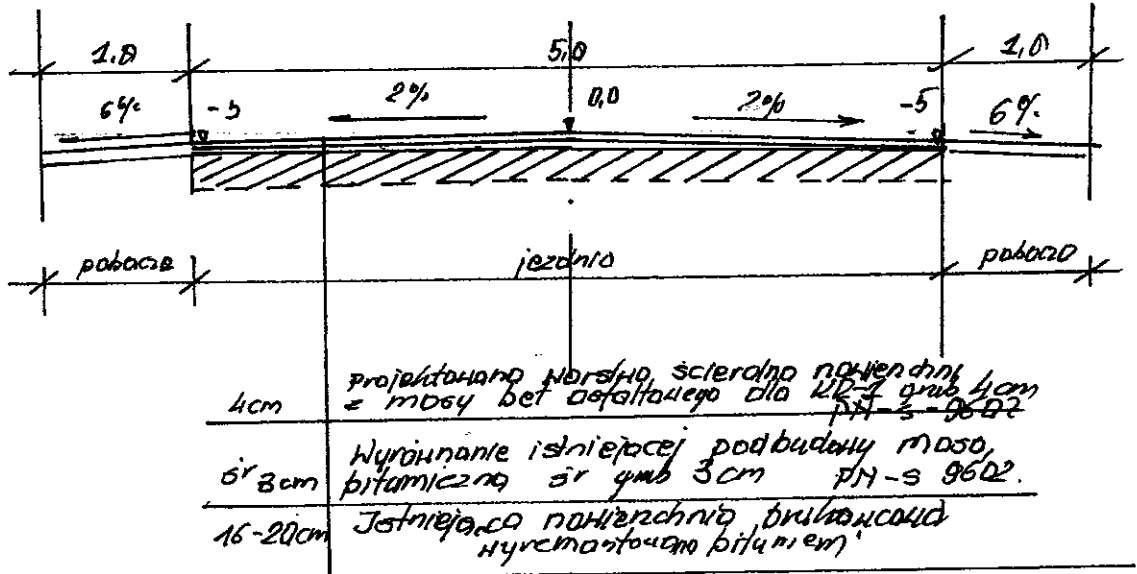 1,0 5,0 1,0
6% -5 2% 0,0 2% -5 6%
pobocze jezdnia pobocze
4cm projektowana warstwa ścieralna nawierzchni
z masy bet asfaltowego dla KR-1 grub 4cm
PN-S-9602
Wyrównanie istniejącej podbudowy masą
śr 3cm bitumiczną śr grub 3cm PN-S 9602.
16-20cm Istniejąca nawierzchnia brukowcowa
wyremontowana bitumem